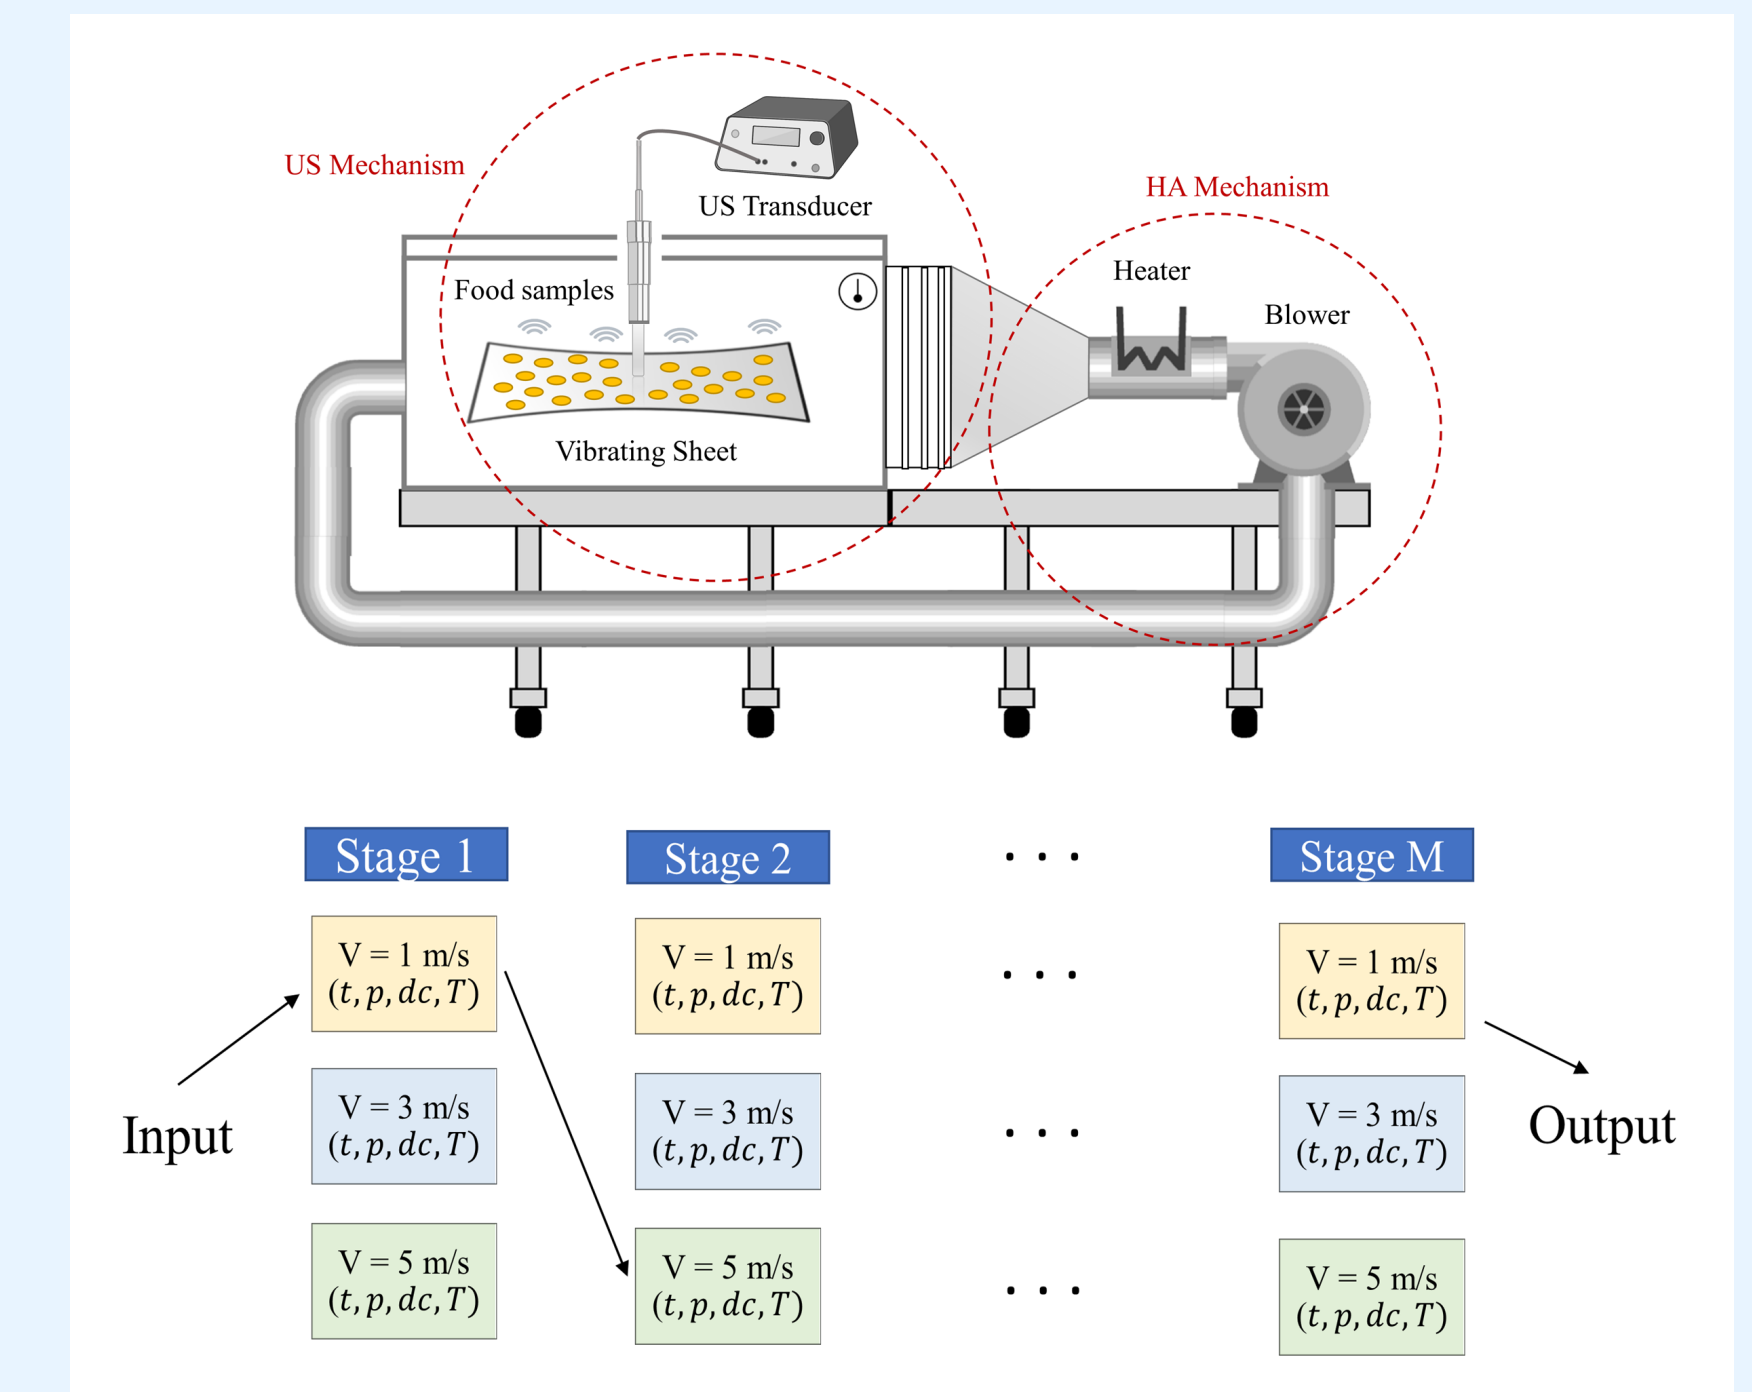 US Mechanism
US Transducer
HA Mechanism
Heater
Food samples
Blower
Vibrating Sheet
Stage 1
Stage 2
. . .
Stage M
V = 1 m/s
(t, p, dc, T)
V = 1 m/s
(t, p, dc, T)
. . .
V = 1 m/s
(t, p, dc, T)
Input
V = 3 m/s
(t, p, dc, T)
V = 3 m/s
(t, p, dc, T)
. . .
V = 3 m/s
(t, p, dc, T)
Output
V = 5 m/s
(t, p, dc, T)
V = 5 m/s
(t, p, dc, T)
. . .
V = 5 m/s
(t, p, dc, T)